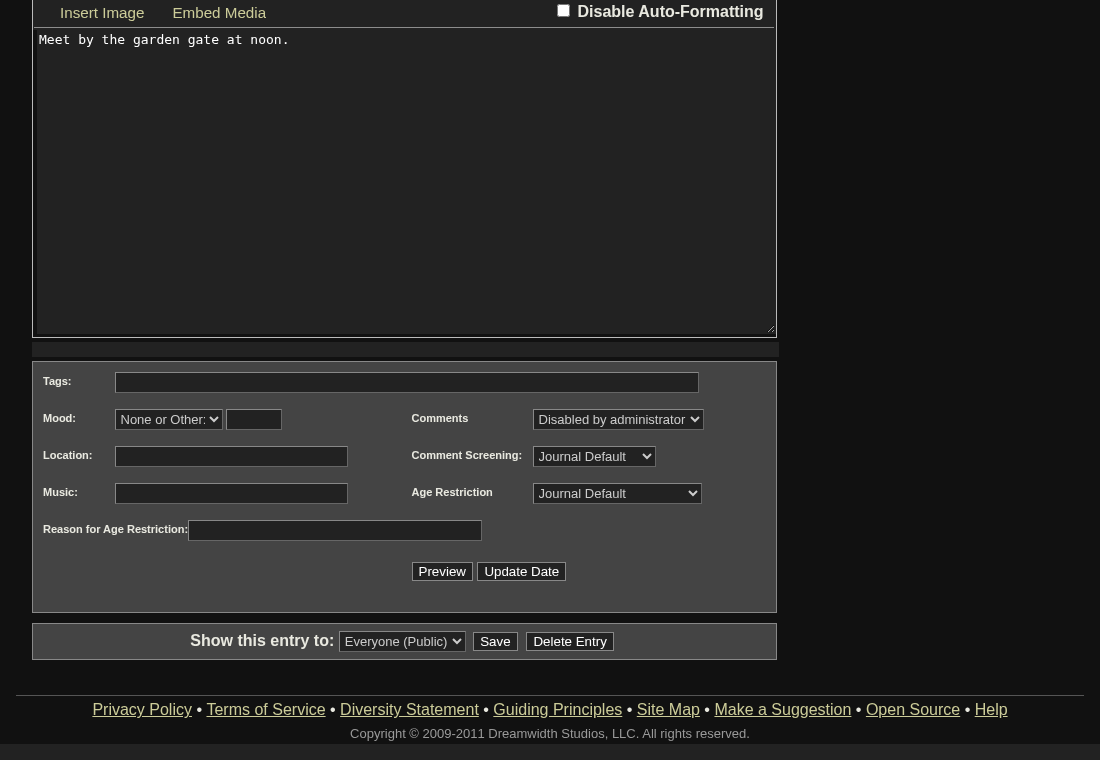 Insert Image Embed Media Disable Auto-Formatting
Meet by the garden gate at noon.
Tags:
Mood: None or Other: Comments Disabled by administrator
Location: Comment Screening: Journal Default
Music: Age Restriction Journal Default
Reason for Age Restriction:
Preview Update Date
Show this entry to: Everyone (Public) Save Delete Entry
Privacy Policy • Terms of Service • Diversity Statement • Guiding Principles • Site Map • Make a Suggestion • Open Source • Help
Copyright © 2009-2011 Dreamwidth Studios, LLC. All rights reserved.